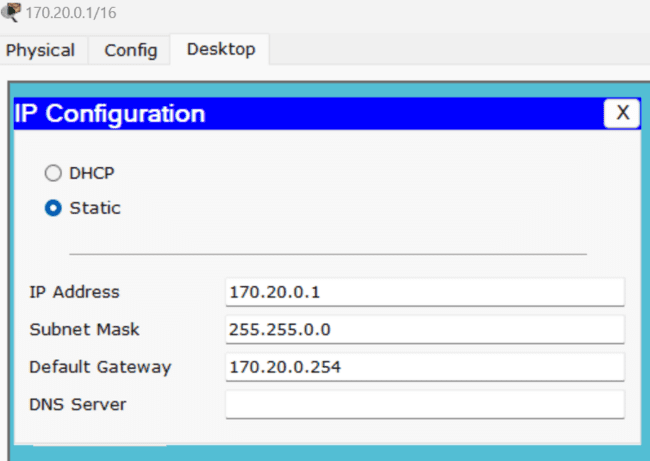 170.20.0.1/16
Physical Config Desktop
IP Configuration X
DHCP
Static
IP Address 170.20.0.1
Subnet Mask 255.255.0.0
Default Gateway 170.20.0.254
DNS Server